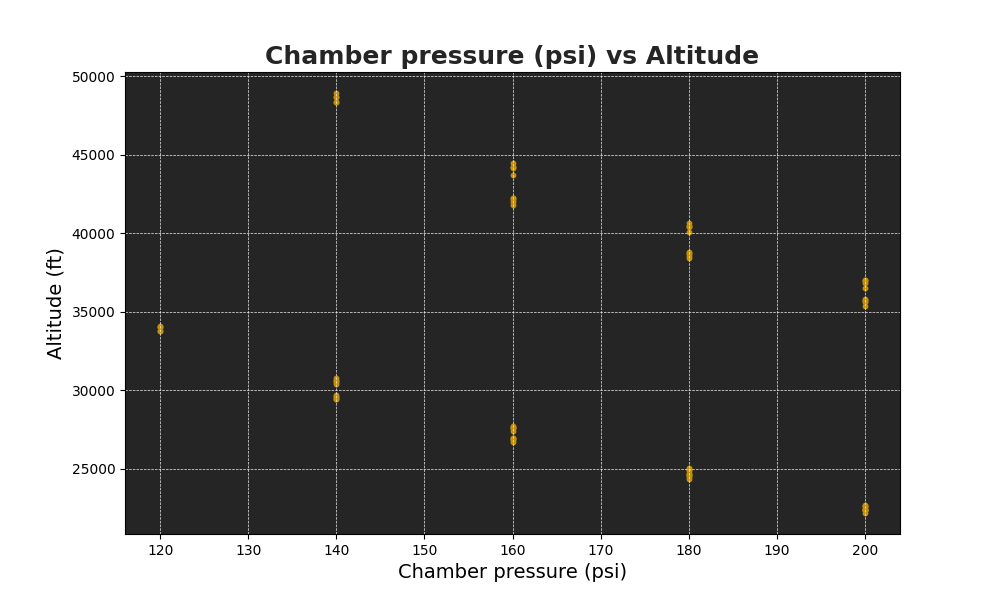 Chamber pressure (psi) vs Altitude
50000
45000
40000
35000
30000
25000
Altitude (ft)
120 130 140 150 160 170 180 190 200
Chamber pressure (psi)